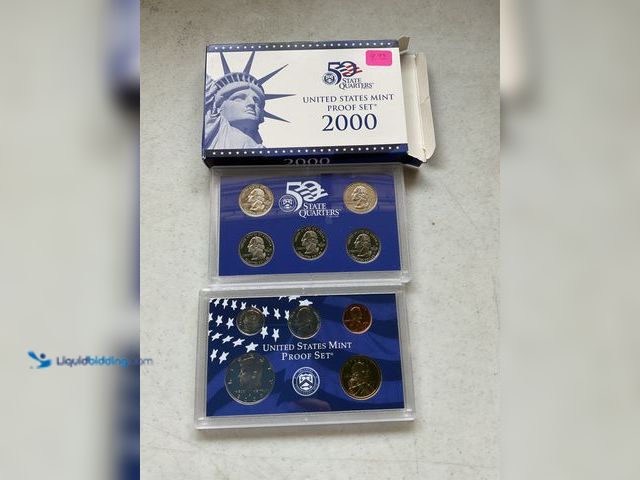 50
STATE
QUARTERS
UNITED STATES MINT
PROOF SET®
2000
2000
50
STATE
QUARTERS
UNITED STATES MINT
PROOF SET®
Liquidbidding.com